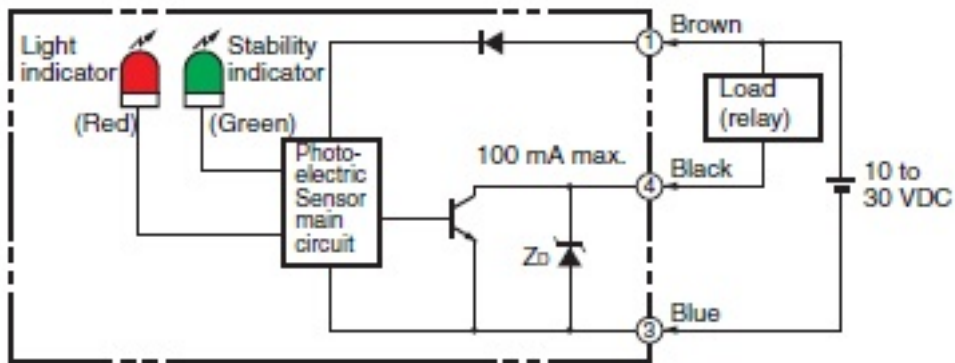 Light
indicator
(Red)
Stability
indicator
(Green)
Photo-
electric
Sensor
main
circuit
100 mA max.
ZD
1
Brown
Load
(relay)
4
Black
10 to
30 VDC
3
Blue